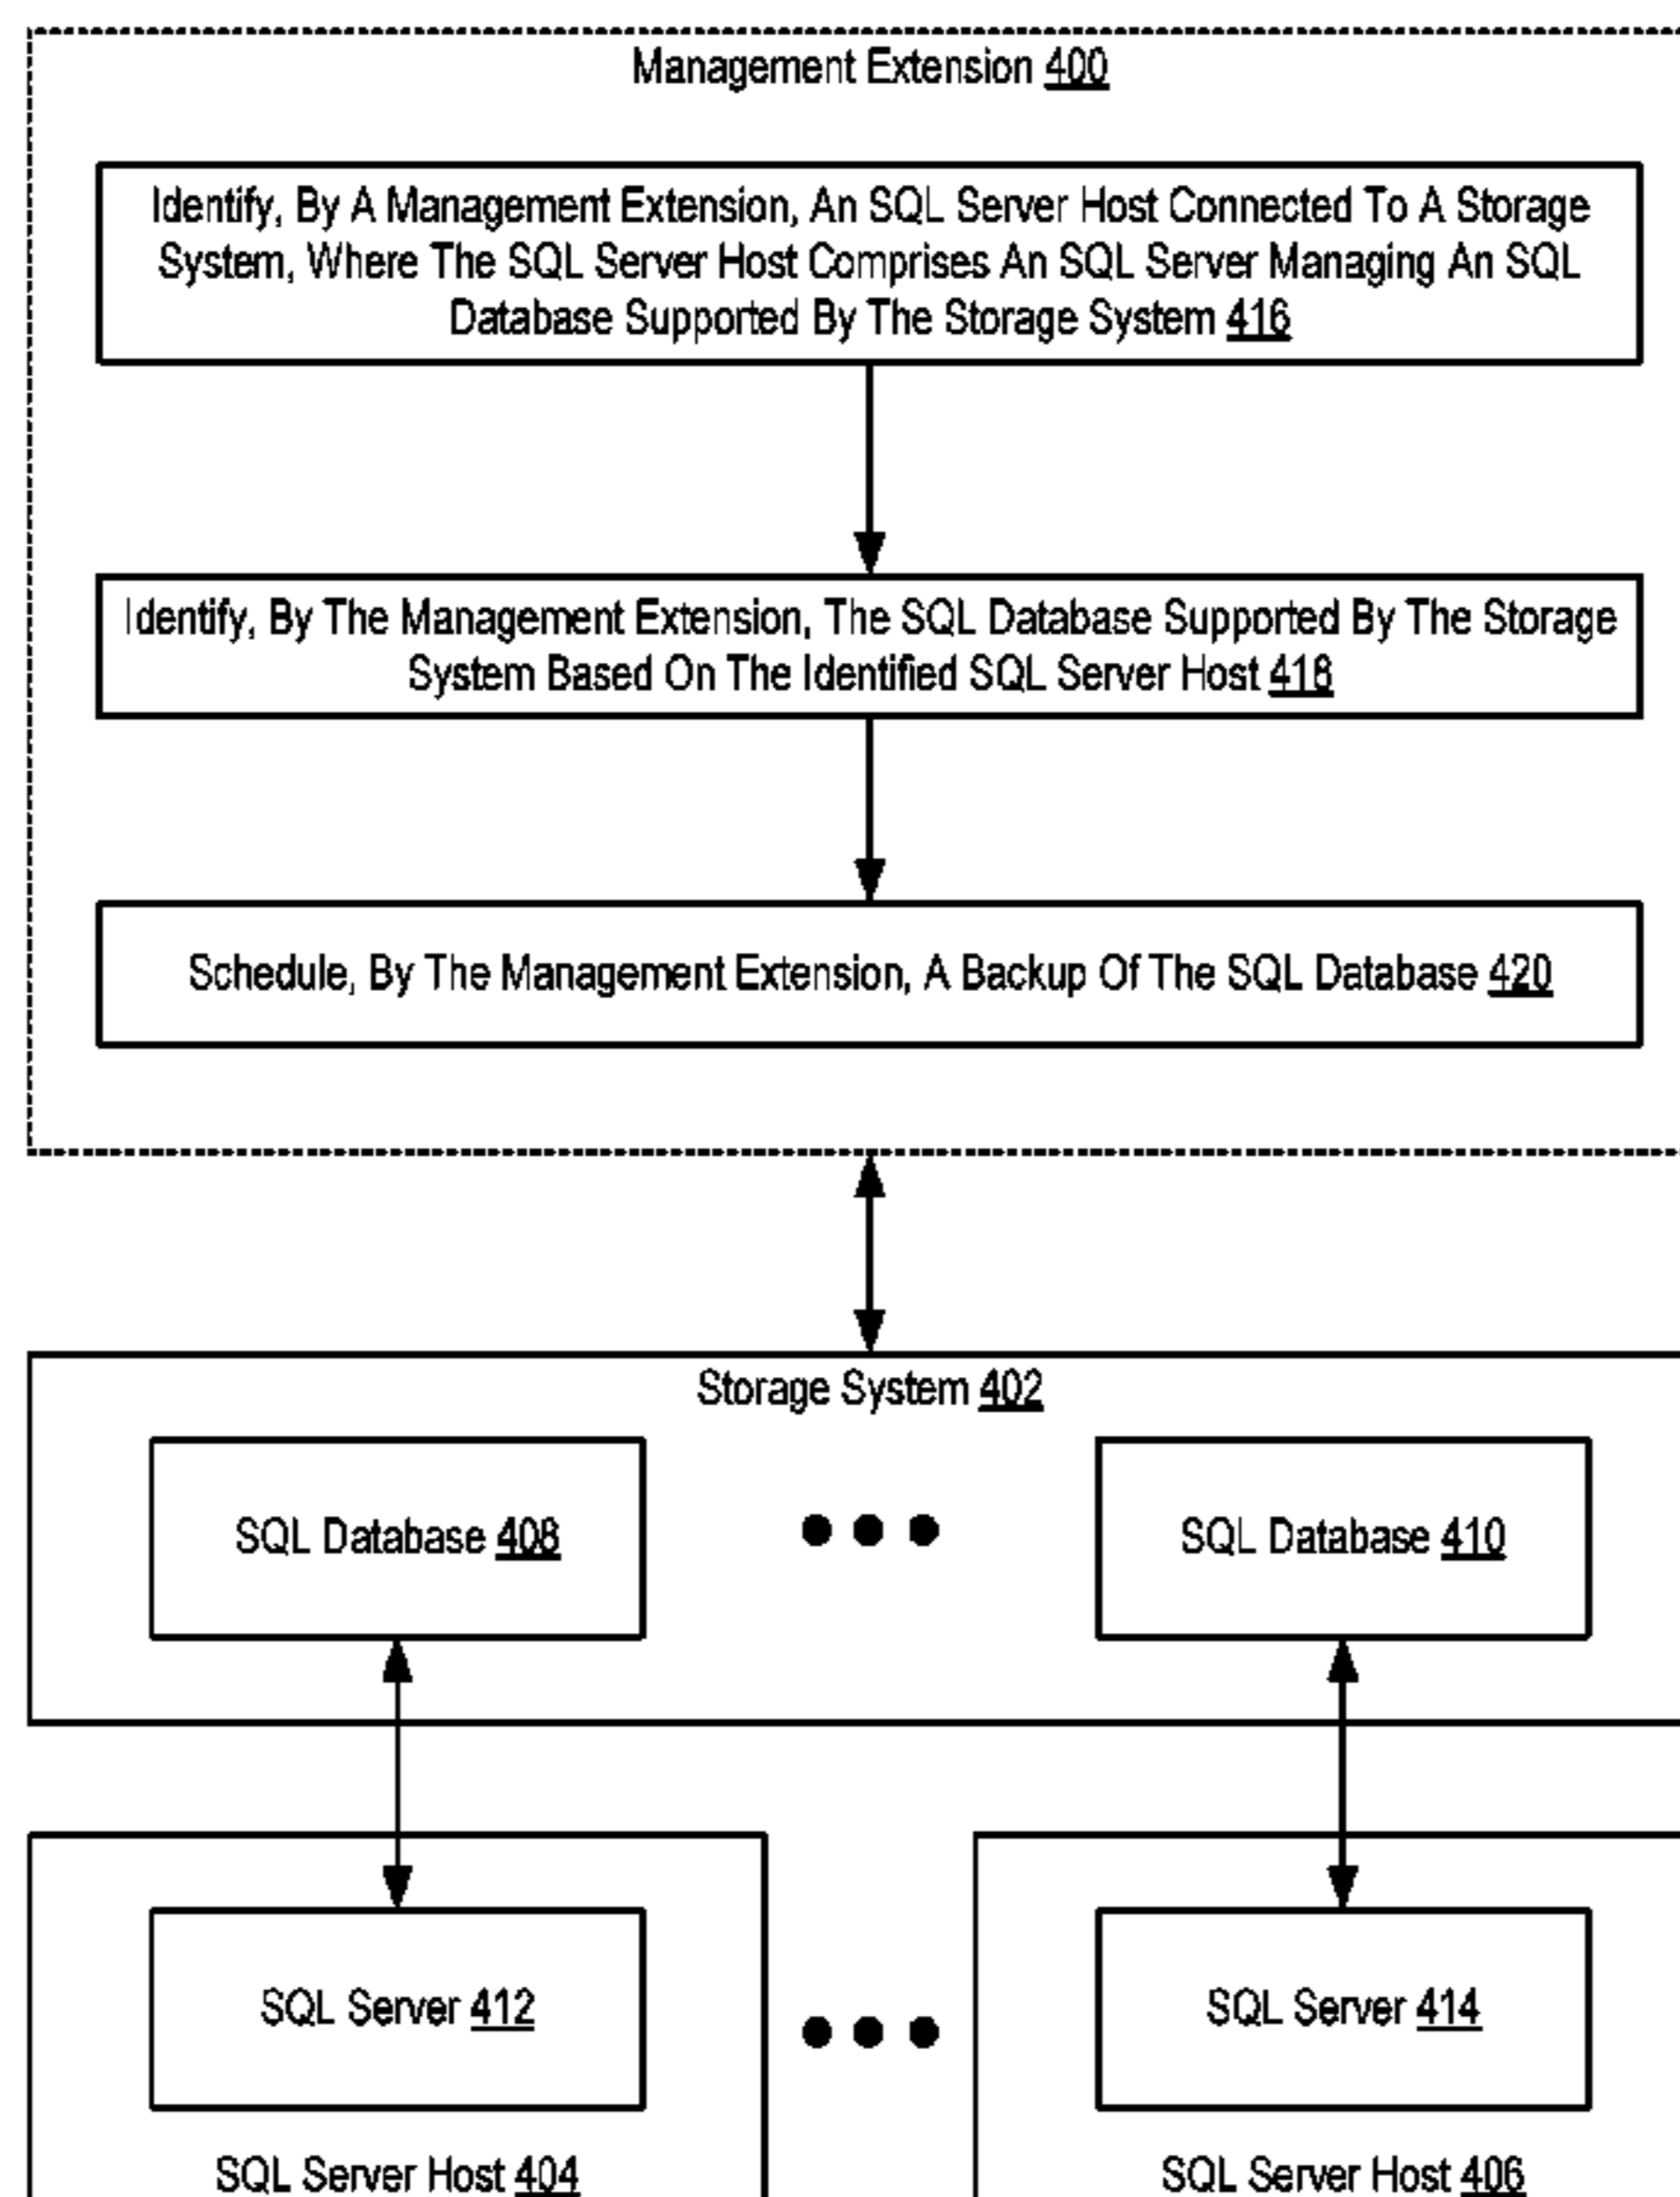 Management Extension 400
Identify, By A Management Extension, An SQL Server Host Connected To A Storage
System, Where The SQL Server Host Comprises An SQL Server Managing An SQL
Database Supported By The Storage System 416
Identify, By The Management Extension, The SQL Database Supported By The Storage
System Based On The Identified SQL Server Host 418
Schedule, By The Management Extension, A Backup Of The SQL Database 420
Storage System 402
SQL Database 408
SQL Database 410
SQL Server 412
SQL Server 414
SQL Server Host 404
SQL Server Host 406